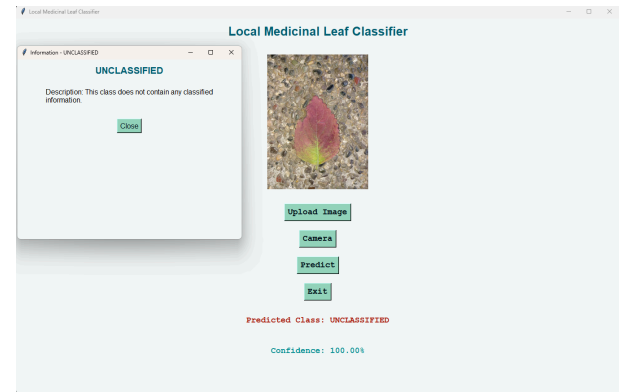 Local Medicinal Leaf Classifier
Local Medicinal Leaf Classifier
Information - UNCLASSIFIED
UNCLASSIFIED
Description: This class does not contain any classified
information.
Close
Upload Image
Camera
Predict
Exit
Predicted Class: UNCLASSIFIED
Confidence: 100.00%